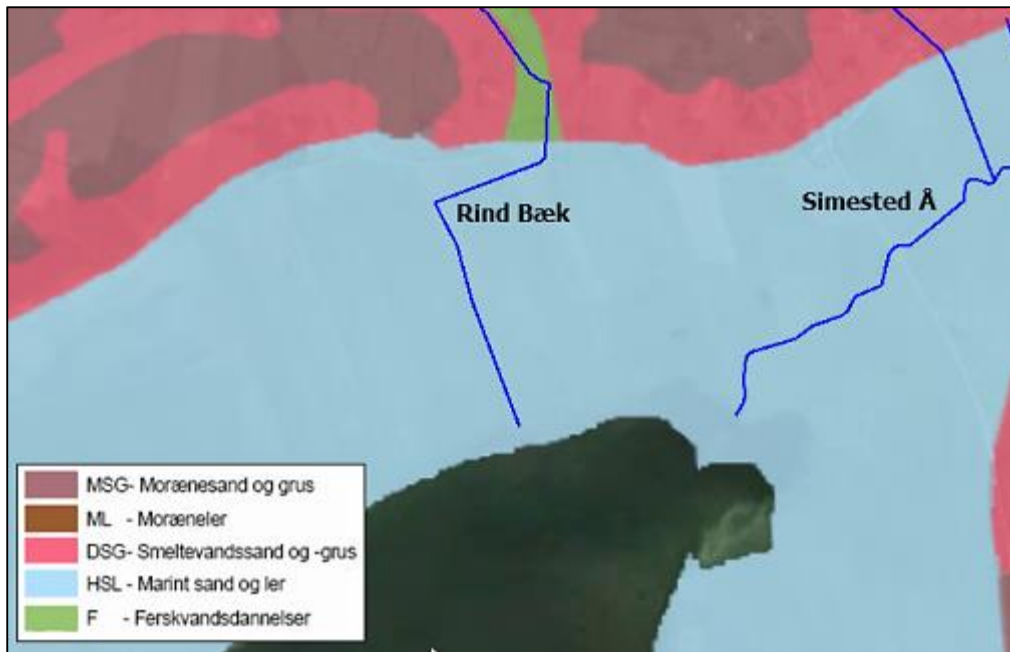 Rind Bæk
Simested Å
MSG- Morænesand og grus
ML - Moræneler
DSG- Smeltevandssand og -grus
HSL - Marint sand og ler
F - Ferskvandsdannelser